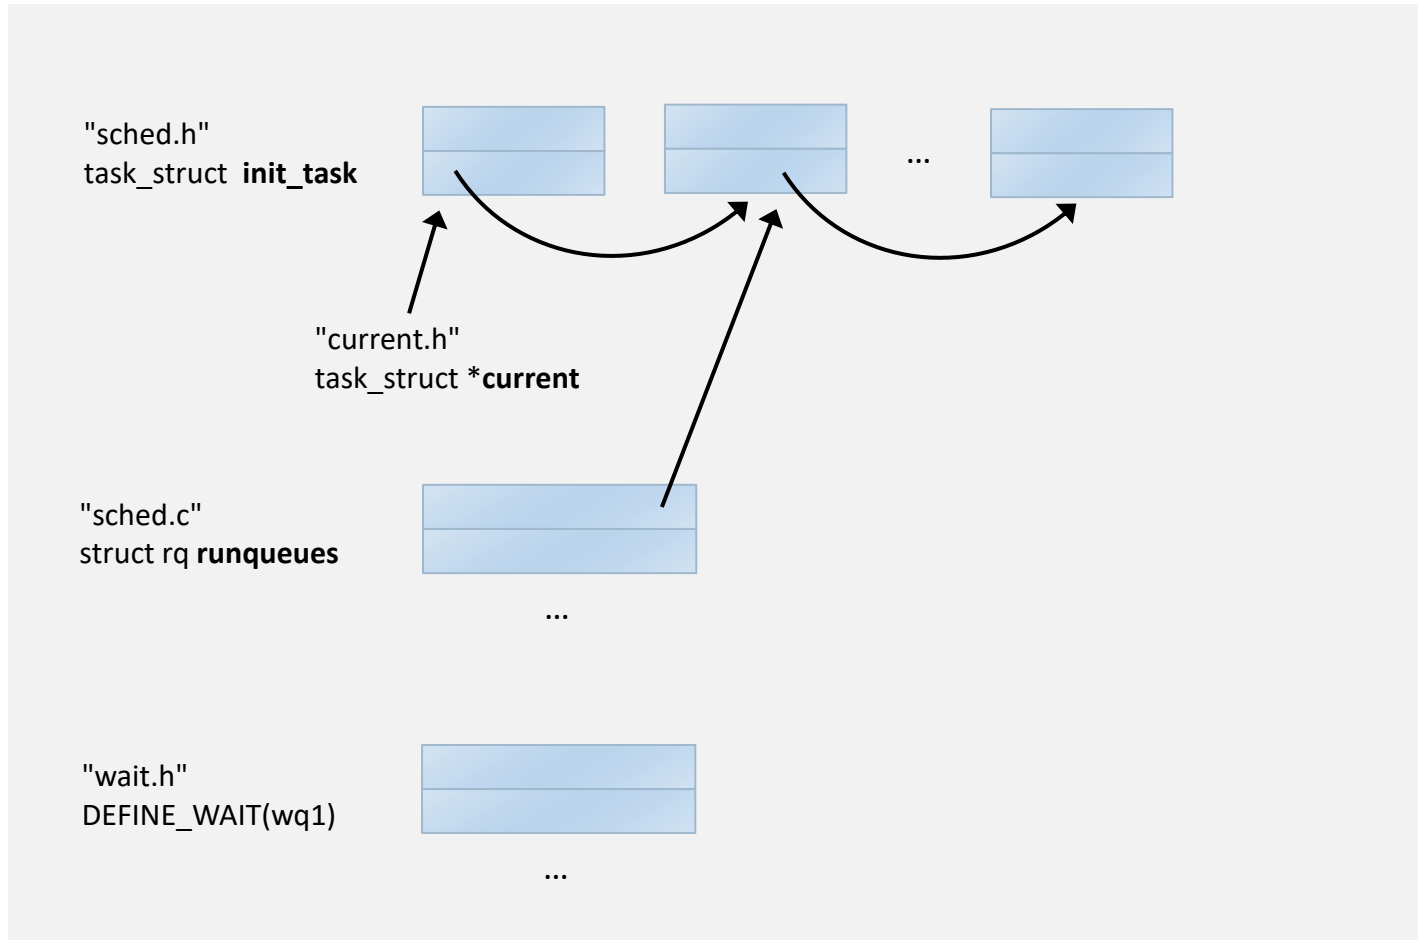 "sched.h"
task_struct  init_task
...
"current.h"
task_struct *current
"sched.c"
struct rq runqueues
...
"wait.h"
DEFINE_WAIT(wq1)
...